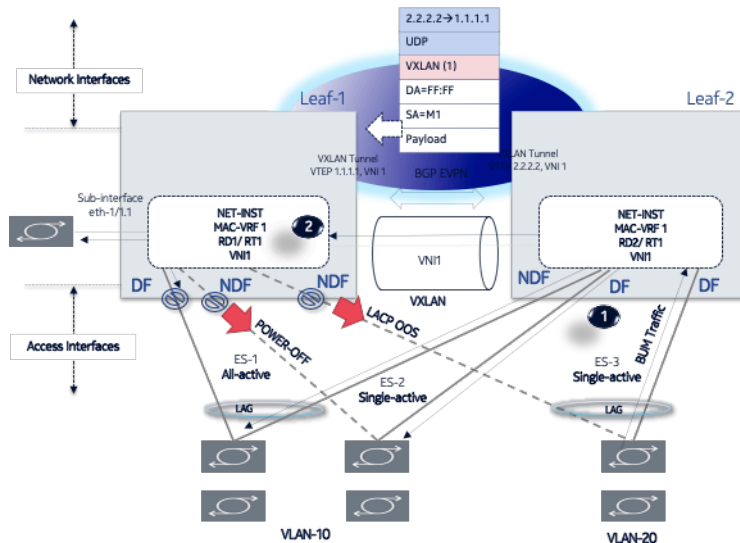 2.2.2.2→1.1.1.1
UDP
VXLAN (1)
DA=FF:FF
SA=M1
Payload
Network Interfaces
Leaf-1
Leaf-2
VXLAN Tunnel
VTEP 1.1.1.1, VNI 1
LAN Tunnel
2.2.2.2, VNI 1
BGP EVPN
Sub-interface
eth-1/1.1
NET-INST
MAC-VRF 1
RD1/ RT1
VNI1
2
NET-INST
MAC-VRF 1
RD2/ RT1
VNI1
VNI1
VXLAN
DF
NDF
NDF
NDF
DF
DF
Access Interfaces
POWER-OFF
LACP OOS
1
BUM Traffic
ES-1
All-active
ES-2
Single-active
ES-3
Single-active
LAG
LAG
VLAN-10
VLAN-20